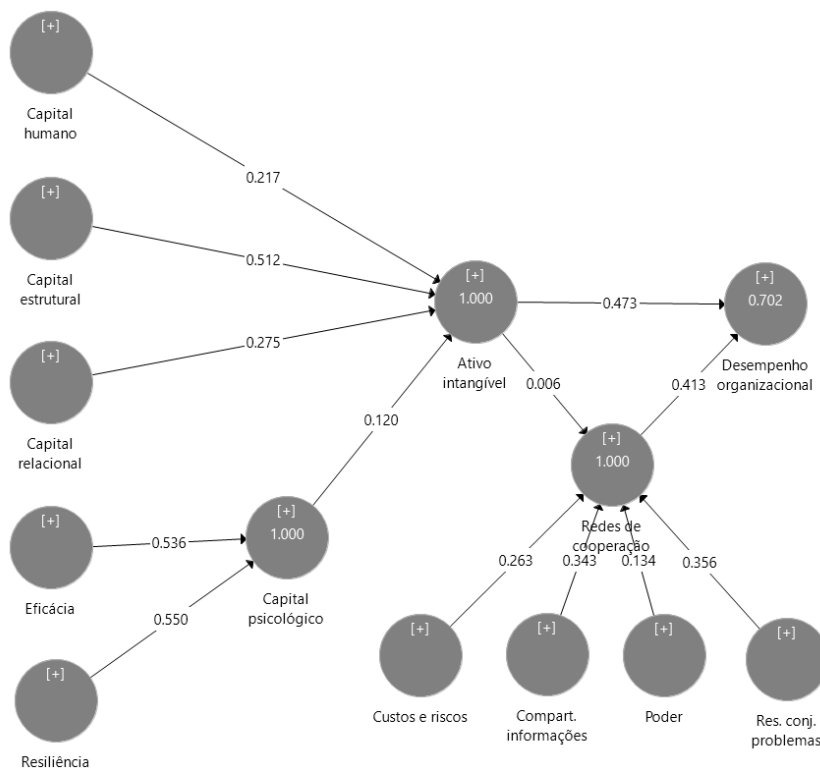 [+]
Capital
humano
0.217
[+]
Capital
estrutural
0.512
[+]
Capital
relacional
0.275
[+]
1.000
Ativo
intangível
0.473
[+]
0.702
Desempenho
organizacional
0.006
0.413
0.120
[+]
1.000
Redes de
cooperação
[+]
Eficácia
0.536
[+]
1.000
Capital
psicológico
0.550
[+]
Resiliência
0.263
0.343
0.134
0.356
[+]
Custos e riscos
[+]
Compart.
informações
[+]
Poder
[+]
Res. conj.
problemas